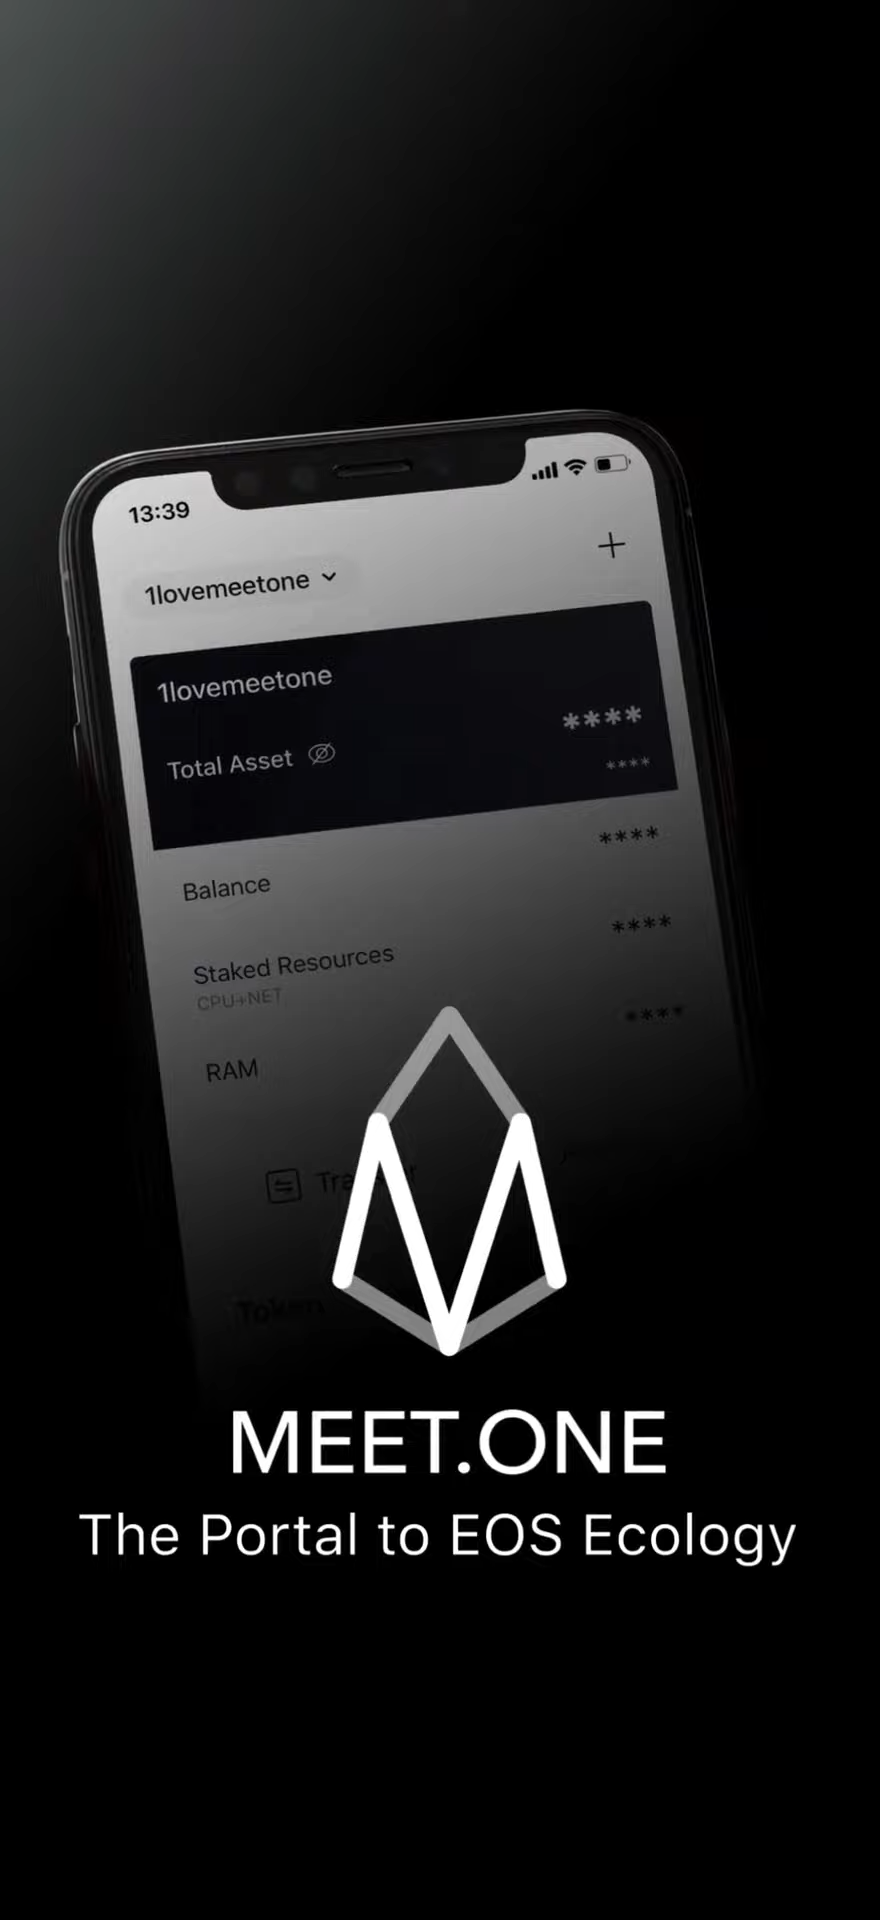 13:39
1lovemeetone
1lovemeetone
****
Total Asset
****
****
Balance
****
Staked Resources
CPU+NET
****
RAM
Token
MEET.ONE
The Portal to EOS Ecology